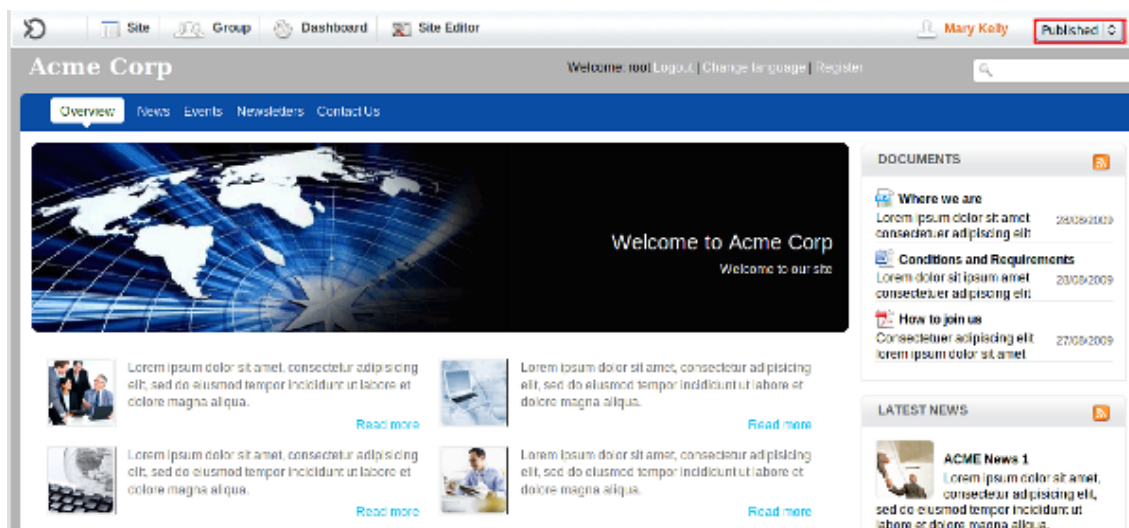 Site Group Dashboard Site Editor Mary Kelly Published
Acme Corp Welcome: root Logout | Change language | Register
Overview News Events Newsletters Contact Us
Welcome to Acme Corp
Welcome to our site
DOCUMENTS
Where we are
Lorem ipsum dolor sit amet
consectetuer adipiscing elit
28/08/2009
Conditions and Requirements
Lorem dolor sit ipsum amet
consectetuer adipiscing elit
28/08/2009
How to join us
Consectetuer adipiscing elit
lorem ipsum dolor sit amet
27/08/2009
Lorem ipsum dolor sit amet, consectetur adipisicing
elit, sed do eiusmod tempor incididunt ut labore et
dolore magna aliqua.
Read more
Lorem ipsum dolor sit amet, consectetur adipisicing
elit, sed do eiusmod tempor incididunt ut labore et
dolore magna aliqua.
Read more
Lorem ipsum dolor sit amet, consectetur adipisicing
elit, sed do eiusmod tempor incididunt ut labore et
dolore magna aliqua.
Read more
Lorem ipsum dolor sit amet, consectetur adipisicing
elit, sed do eiusmod tempor incididunt ut labore et
dolore magna aliqua.
Read more
LATEST NEWS
ACME News 1
Lorem ipsum dolor sit amet,
consectetur adipisicing elit,
sed do eiusmod tempor incididunt ut
labore et dolore magna aliqua.